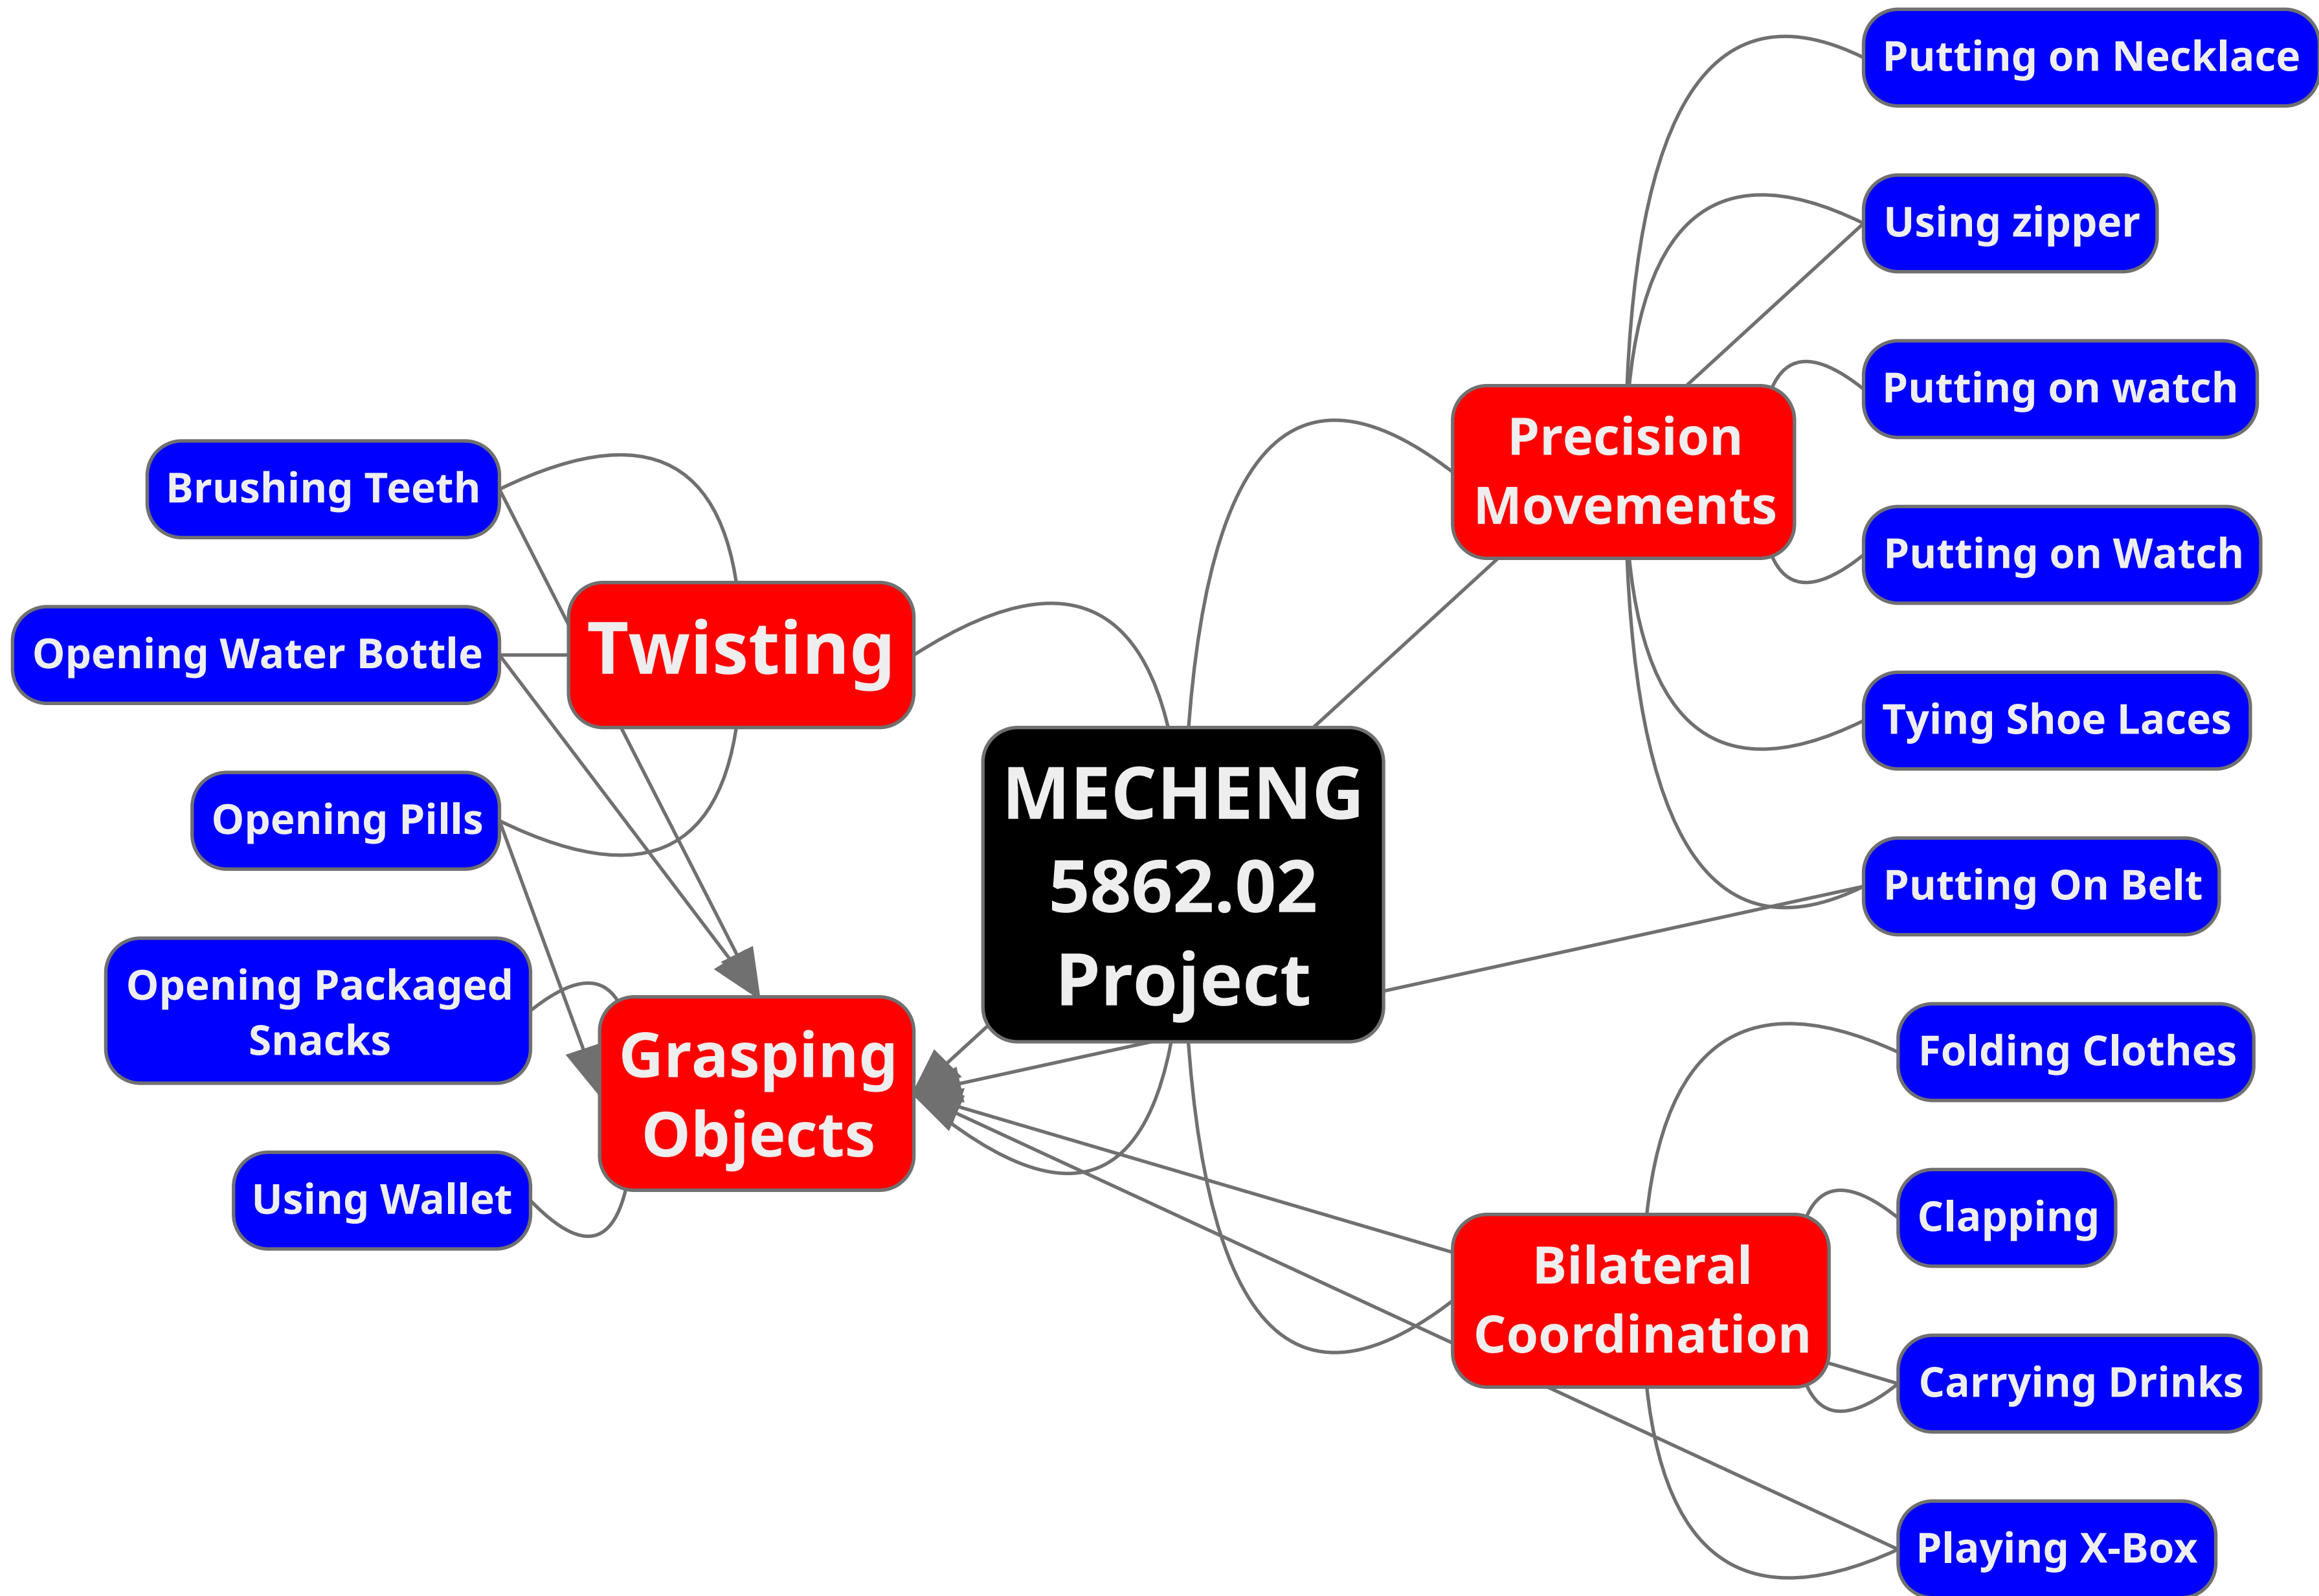 Putting on Necklace
Using zipper
Putting on watch
Precision
Movements
Putting on Watch
Tying Shoe Laces
Putting On Belt
Brushing Teeth
Twisting
Opening Water Bottle
Opening Pills
MECHENG
5862.02
Project
Opening Packaged
Snacks
Grasping
Objects
Using Wallet
Folding Clothes
Clapping
Bilateral
Coordination
Carrying Drinks
Playing X-Box